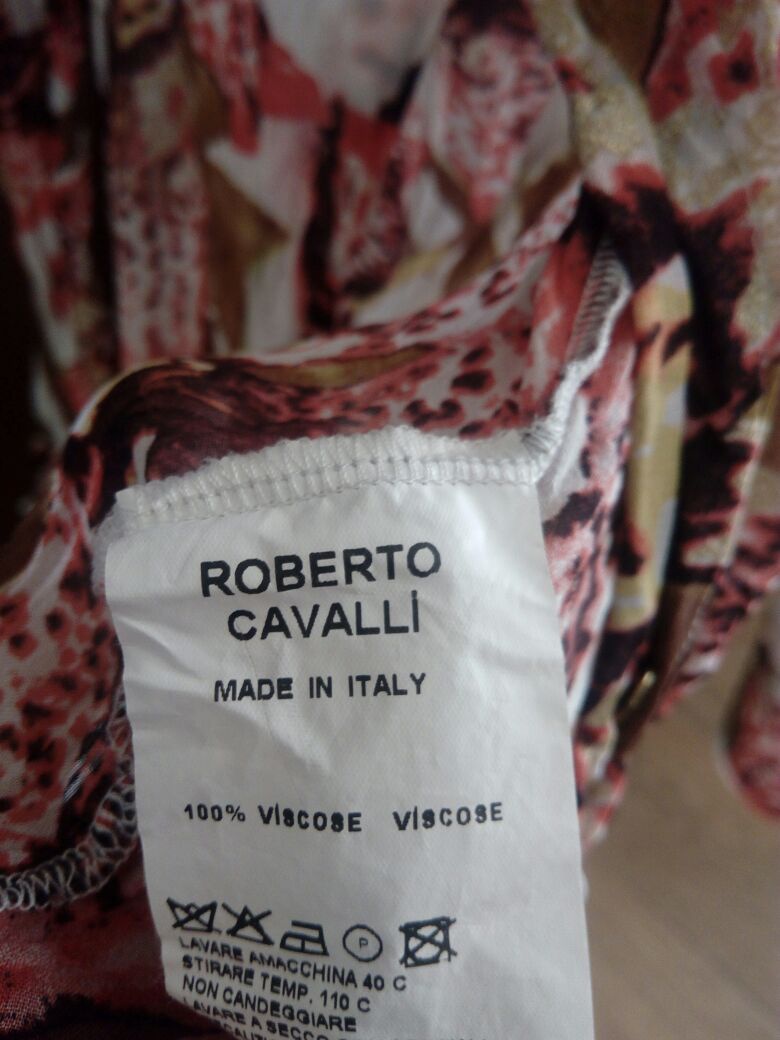 ROBERTO
CAVALLİ
MADE IN ITALY
100% VİSCOSE VİSCOSE
P
LAVARE AMACCHINA 40 C
STIRARE TEMP. 110 C
NON CANDEGGIARE
LAVARE A SECCO